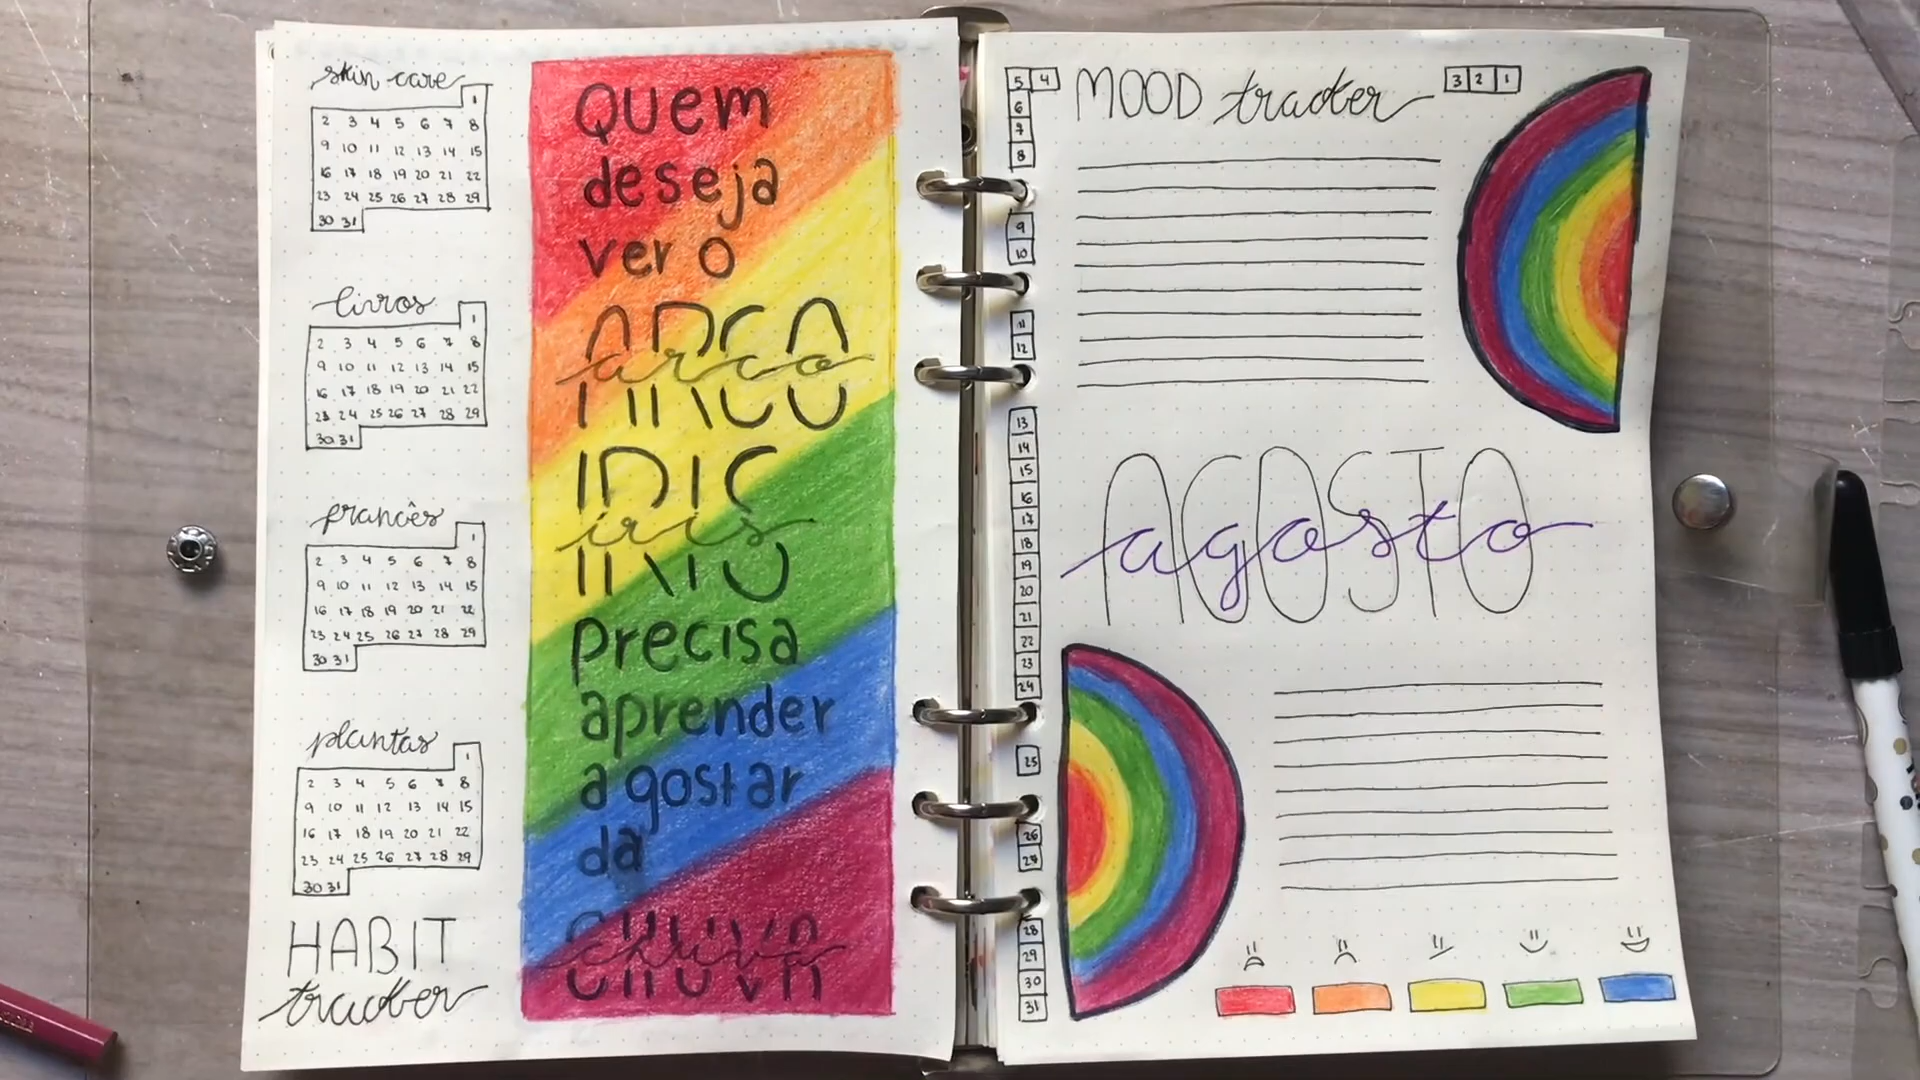 skin care
1
2 3 4 5 6 7 8
9 10 11 12 13 14 15
16 17 18 19 20 21 22
23 24 25 26 27 28 29
30 31
livros
1
2 3 4 5 6 7 8
9 10 11 12 13 14 15
16 17 18 19 20 21 22
23 24 25 26 27 28 29
30 31
francês
1
2 3 4 5 6 7 8
9 10 11 12 13 14 15
16 17 18 19 20 21 22
23 24 25 26 27 28 29
30 31
plantas
1
2 3 4 5 6 7 8
9 10 11 12 13 14 15
16 17 18 19 20 21 22
23 24 25 26 27 28 29
30 31
HABIT
tracker
Quem
deseja
ver o
ARCO
arco
IRIS
iris
precisa
aprender
a gostar
da
CHUVA
chuva
5 4
MOOD tracker
3 2 1
6
7
8
9
10
11
12
13
14
15
16
17
18
19
20
21
22
23
24
25
26
27
28
29
30
31
AGOSTO
agosto